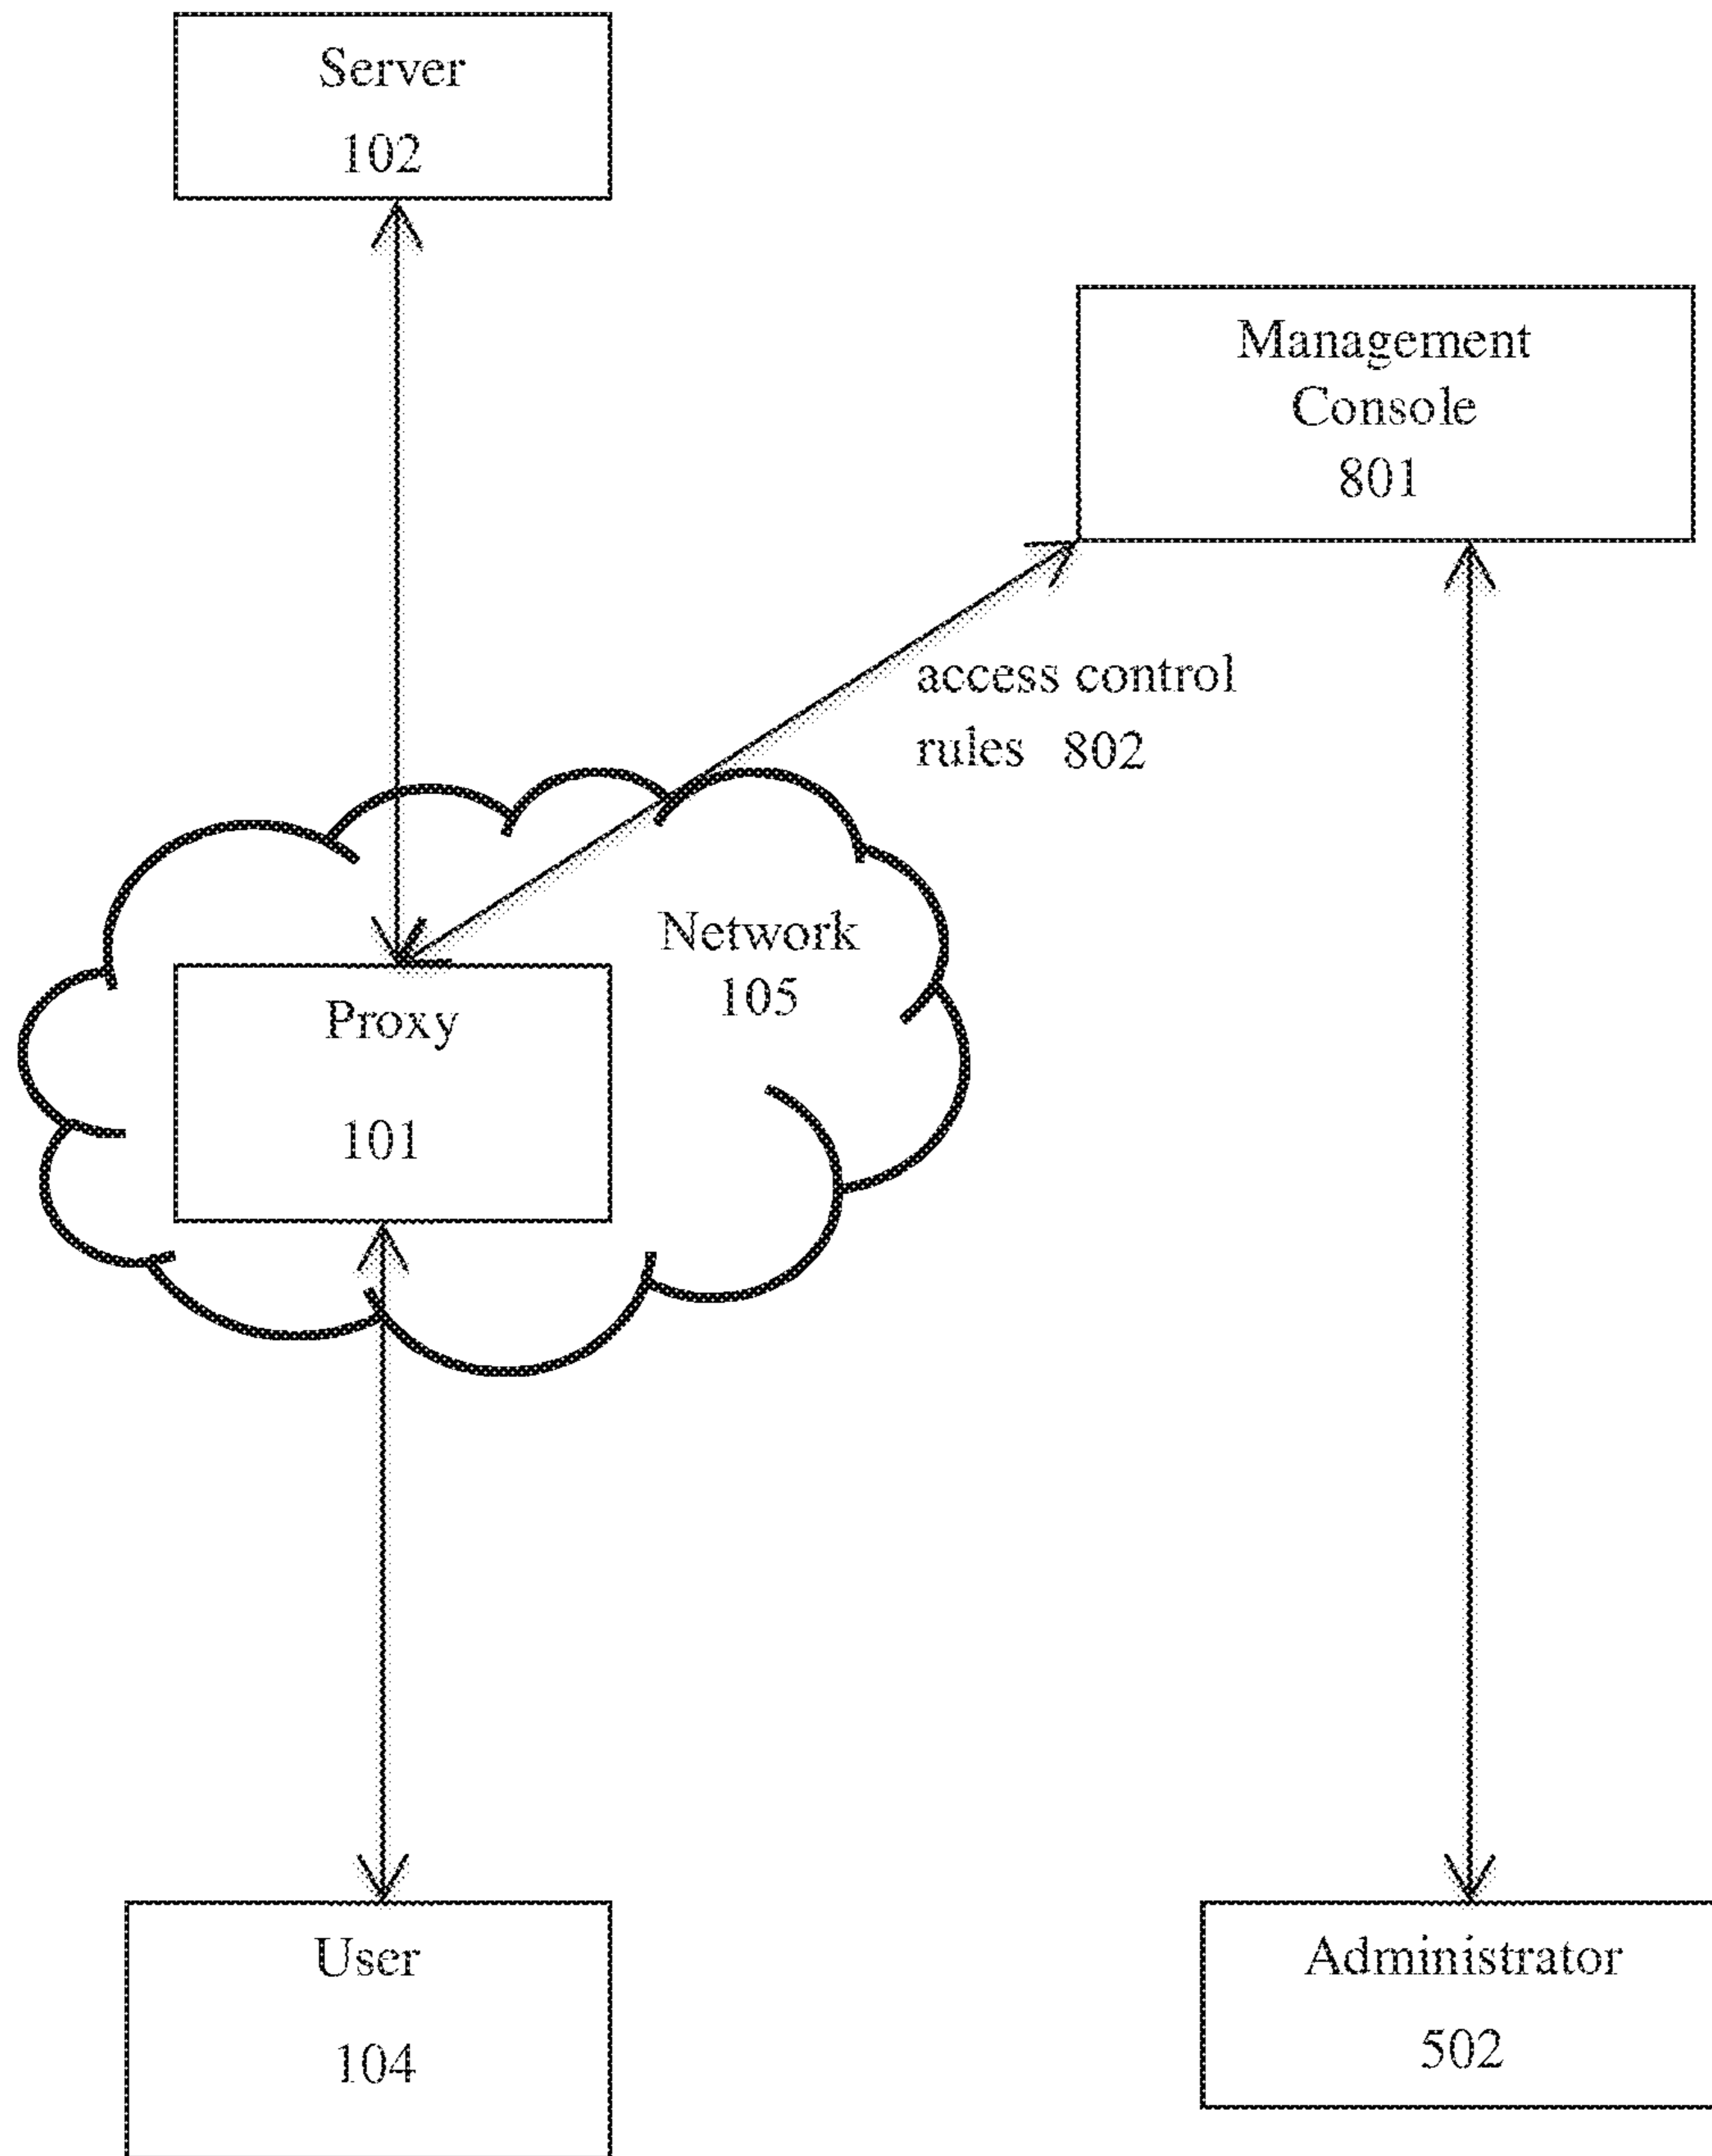 Server
102
Management
Console
801
access control
rules 802
Network
105
Proxy
101
User
104
Administrator
502